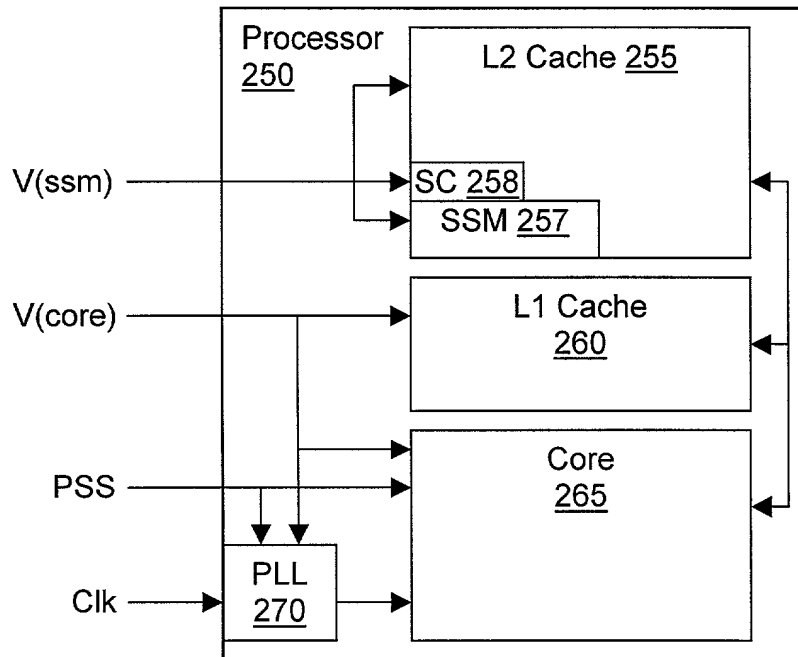 Processor
250
L2 Cache 255
V(ssm)
SC 258
SSM 257
V(core)
L1 Cache
260
Core
265
PSS
PLL
270
Clk